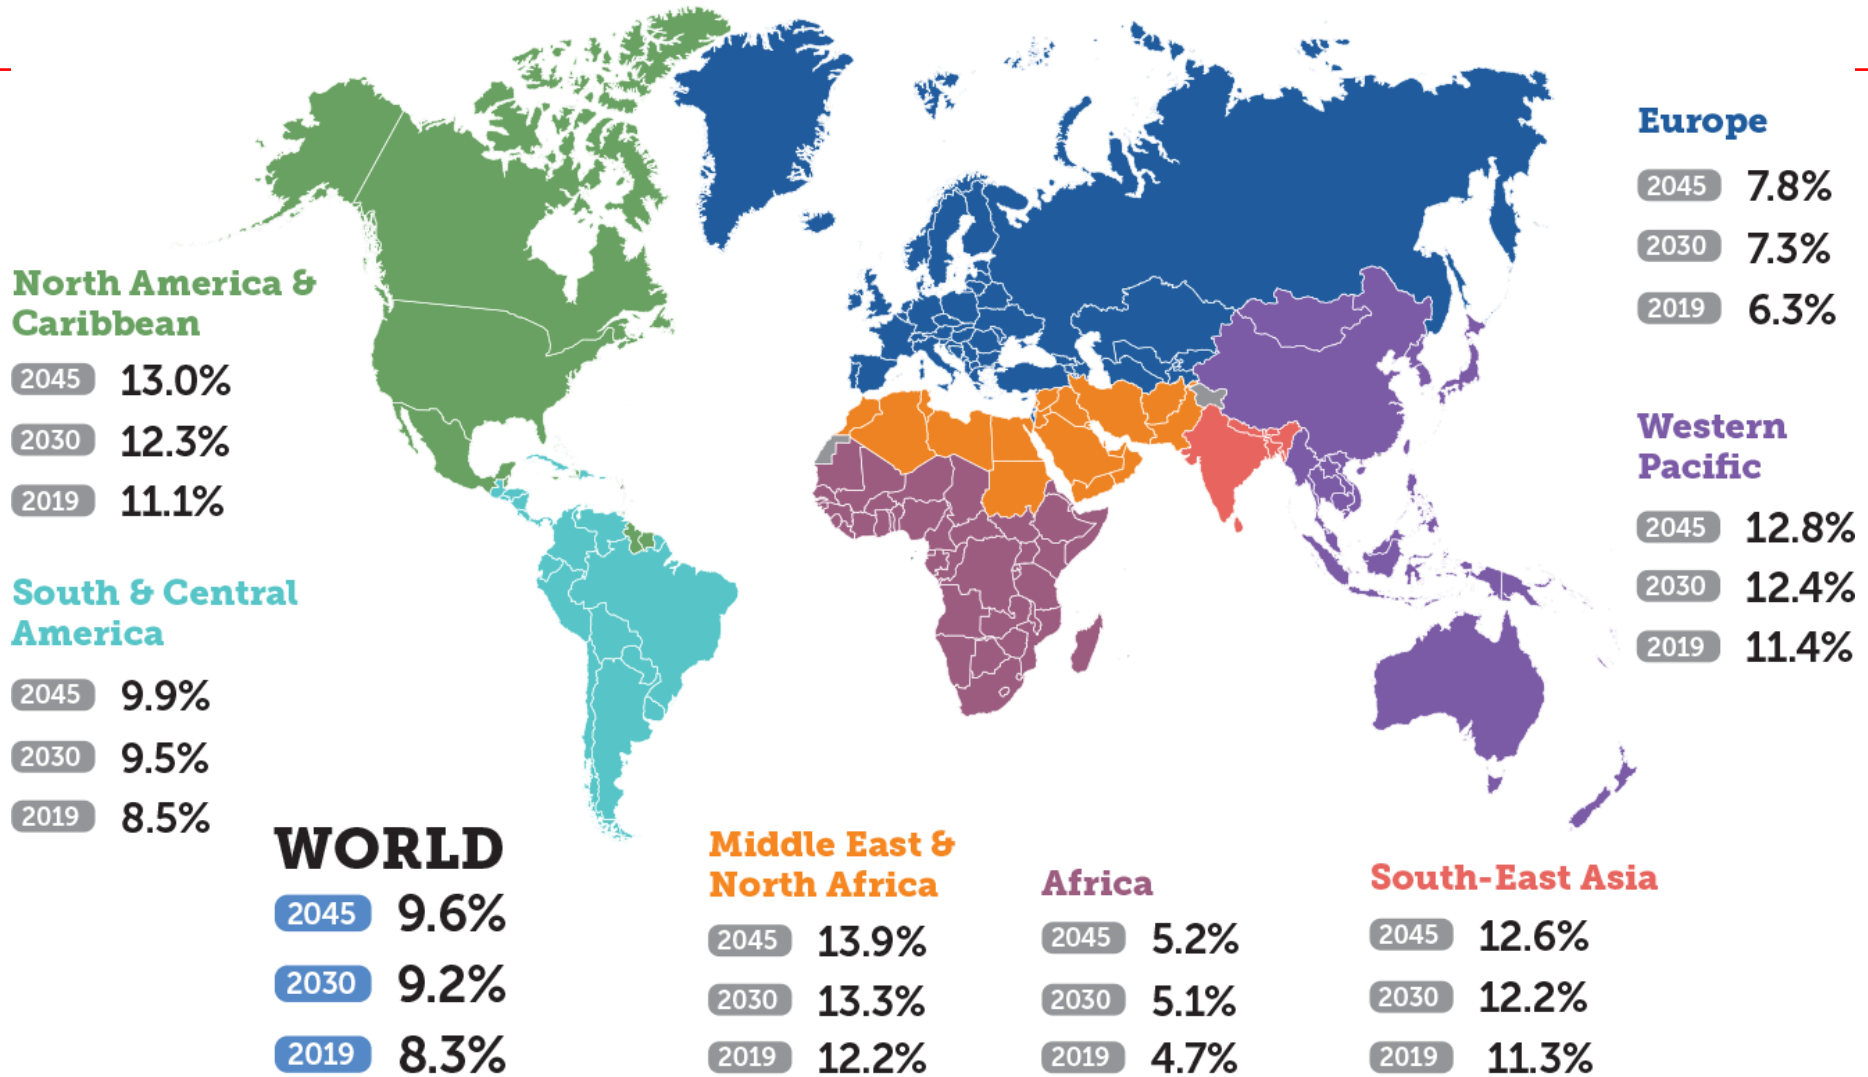 Europe
2045 7.8%
2030 7.3%
2019 6.3%
North America &
Caribbean
2045 13.0%
2030 12.3%
2019 11.1%
Western
Pacific
2045 12.8%
2030 12.4%
2019 11.4%
South & Central
America
2045 9.9%
2030 9.5%
2019 8.5%
WORLD
2045 9.6%
2030 9.2%
2019 8.3%
Middle East &
North Africa
2045 13.9%
2030 13.3%
2019 12.2%
Africa
2045 5.2%
2030 5.1%
2019 4.7%
South-East Asia
2045 12.6%
2030 12.2%
2019 11.3%